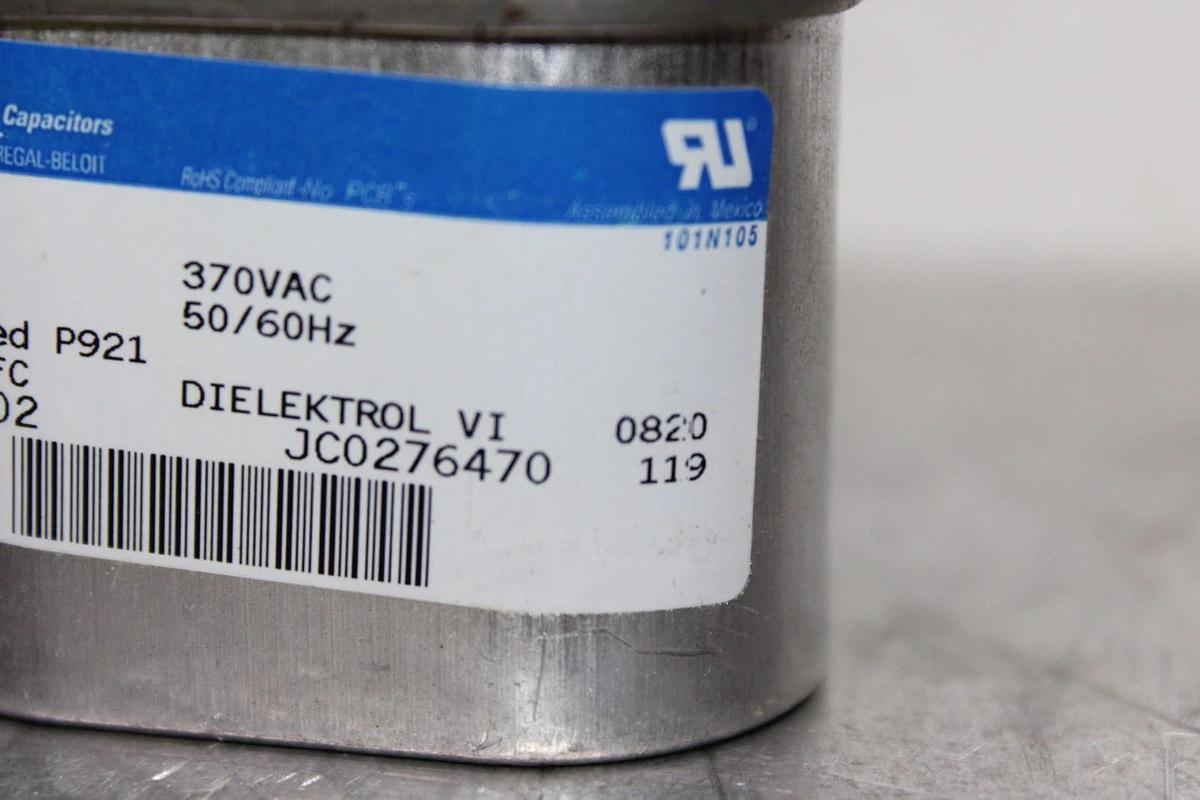 Capacitors
REGAL-BELOIT
RoHS Compliant -No PCB"s
Assembled in Mexico
101N105
370VAC
50/60Hz
ed P921
FC
02
DIELEKTROL VI
0820
JC0276470
119